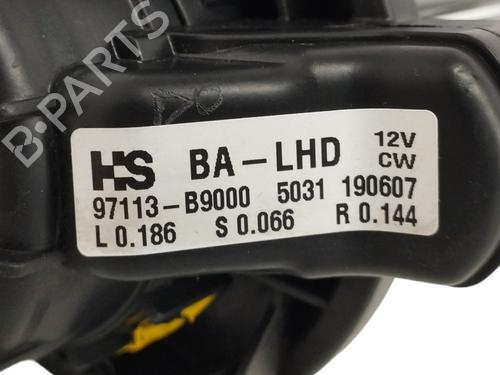 B-PARTS
HS BA-LHD 12V
CW
97113-B9000 5031 190607
L 0.186 S 0.066 R 0.144